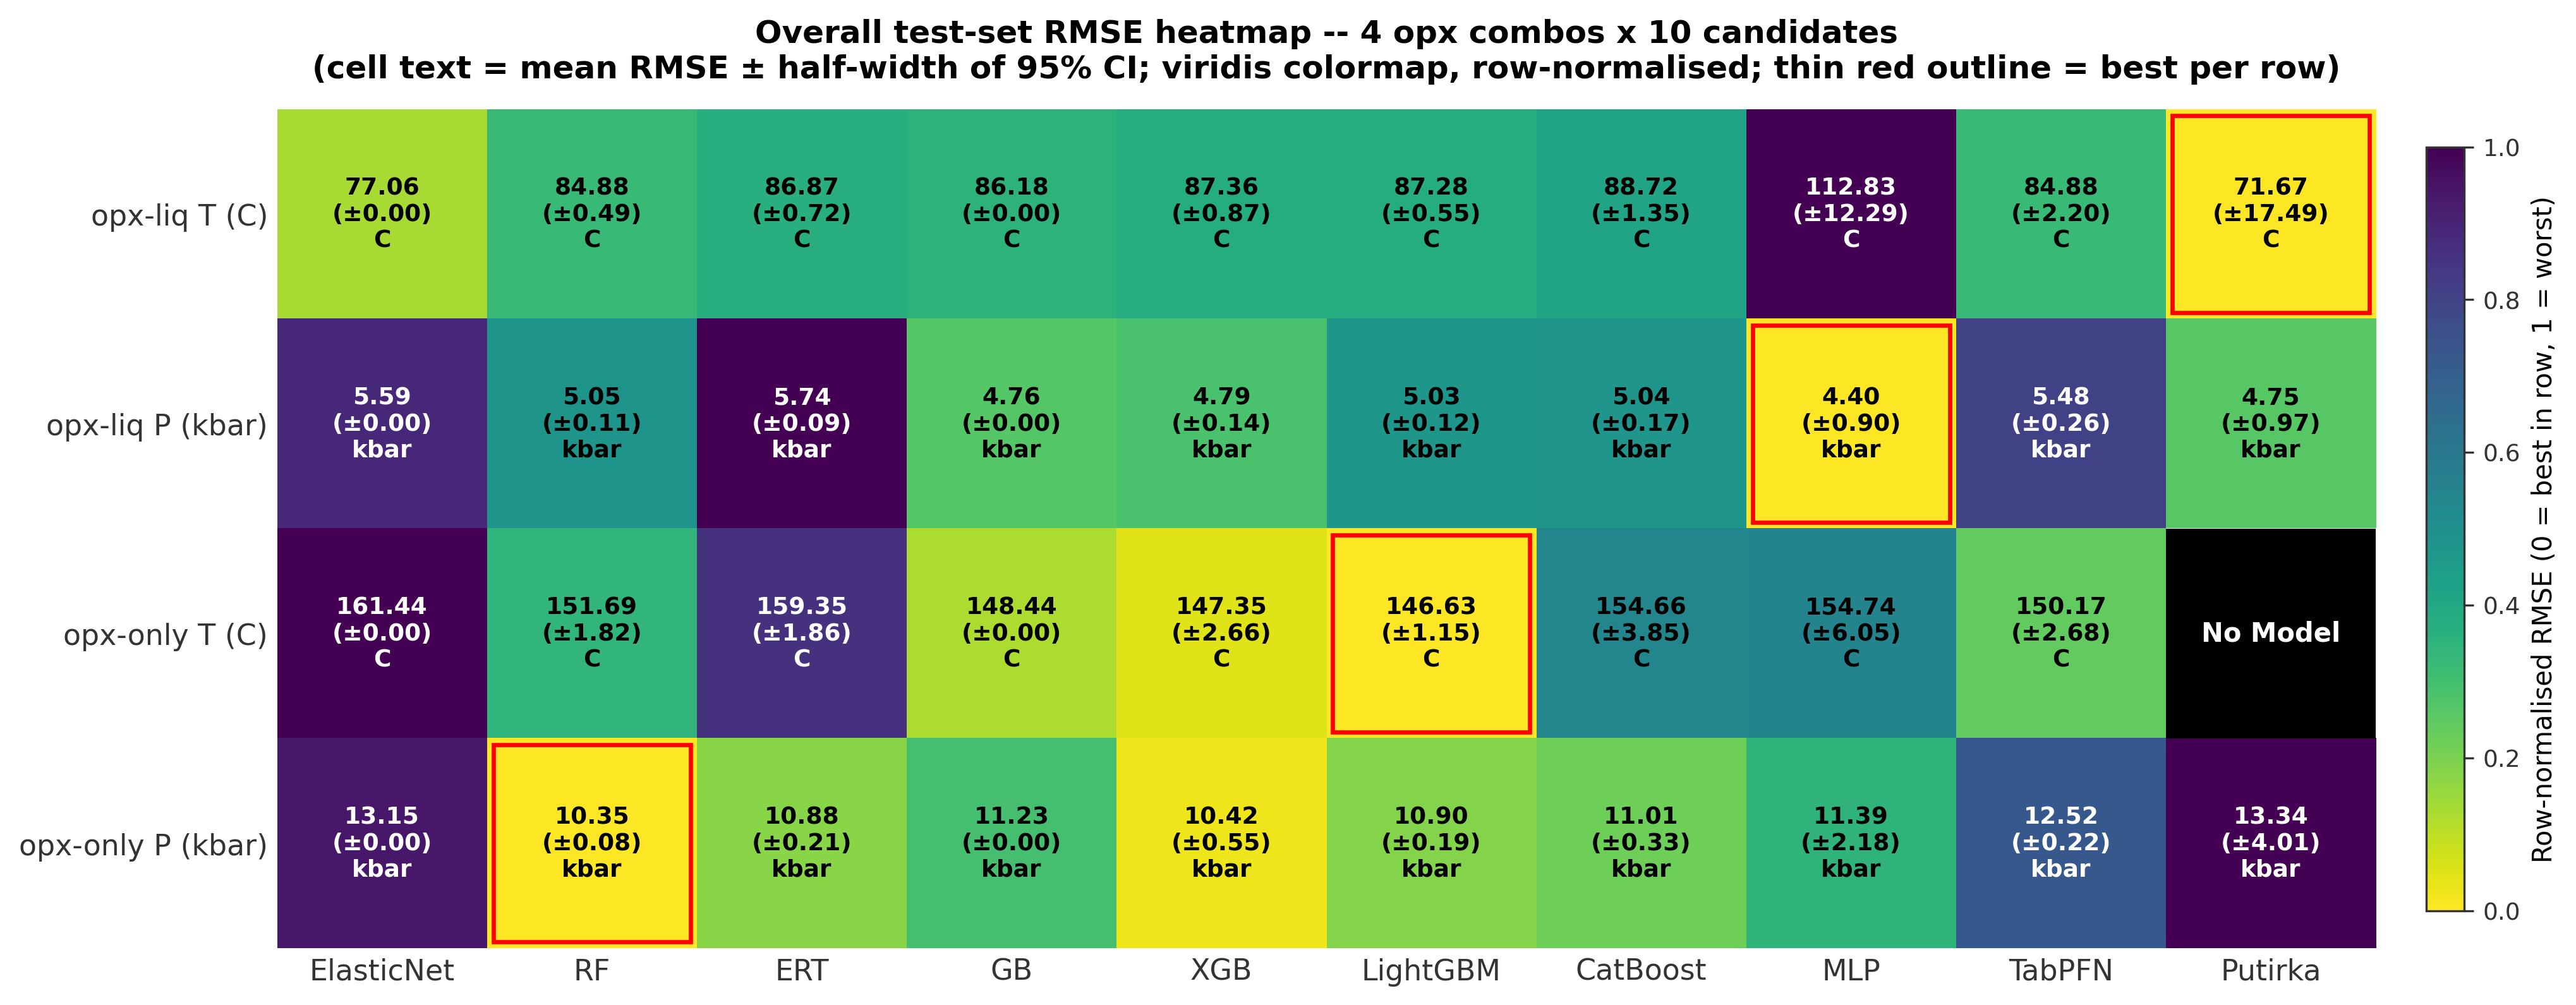 Overall test-set RMSE heatmap -- 4 opx combos x 10 candidates
(cell text = mean RMSE ± half-width of 95% CI; viridis colormap, row-normalised; thin red outline = best per row)
opx-liq T (C)
77.06
(±0.00)
C
84.88
(±0.49)
C
86.87
(±0.72)
C
86.18
(±0.00)
C
87.36
(±0.87)
C
87.28
(±0.55)
C
88.72
(±1.35)
C
112.83
(±12.29)
C
84.88
(±2.20)
C
71.67
(±17.49)
C
opx-liq P (kbar)
5.59
(±0.00)
kbar
5.05
(±0.11)
kbar
5.74
(±0.09)
kbar
4.76
(±0.00)
kbar
4.79
(±0.14)
kbar
5.03
(±0.12)
kbar
5.04
(±0.17)
kbar
4.40
(±0.90)
kbar
5.48
(±0.26)
kbar
4.75
(±0.97)
kbar
opx-only T (C)
161.44
(±0.00)
C
151.69
(±1.82)
C
159.35
(±1.86)
C
148.44
(±0.00)
C
147.35
(±2.66)
C
146.63
(±1.15)
C
154.66
(±3.85)
C
154.74
(±6.05)
C
150.17
(±2.68)
C
No Model
opx-only P (kbar)
13.15
(±0.00)
kbar
10.35
(±0.08)
kbar
10.88
(±0.21)
kbar
11.23
(±0.00)
kbar
10.42
(±0.55)
kbar
10.90
(±0.19)
kbar
11.01
(±0.33)
kbar
11.39
(±2.18)
kbar
12.52
(±0.22)
kbar
13.34
(±4.01)
kbar
ElasticNet
RF
ERT
GB
XGB
LightGBM
CatBoost
MLP
TabPFN
Putirka
1.0
0.8
0.6
0.4
0.2
0.0
Row-normalised RMSE (0 = best in row, 1 = worst)